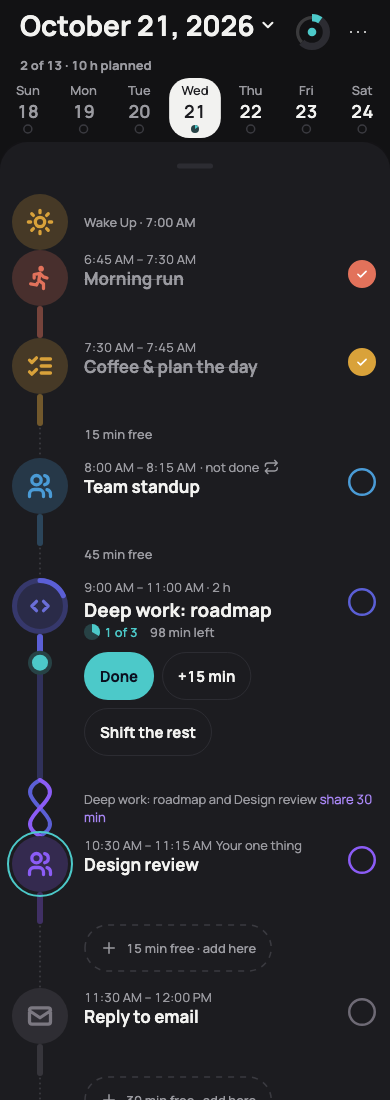 October 21, 2026
...
2 of 13 · 10 h planned
Sun Mon Tue Wed Thu Fri Sat
18 19 20 21 22 23 24
Wake Up · 7:00 AM
6:45 AM – 7:30 AM
Morning run
7:30 AM – 7:45 AM
Coffee & plan the day
15 min free
8:00 AM – 8:15 AM · not done
Team standup
45 min free
9:00 AM – 11:00 AM · 2 h
Deep work: roadmap
1 of 3 98 min left
Done +15 min
Shift the rest
Deep work: roadmap and Design review share 30
min
10:30 AM – 11:15 AM Your one thing
Design review
+ 15 min free · add here
11:30 AM – 12:00 PM
Reply to email
+ 30 min free · add here